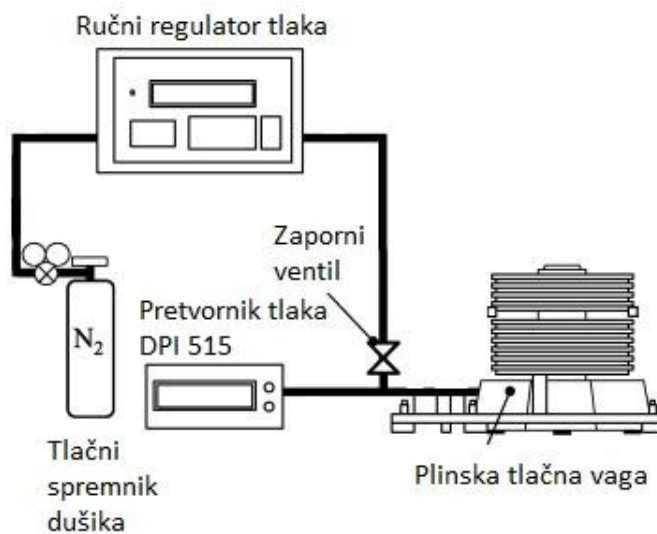 Ručni regulator tlaka
Zaporni
ventil
Pretvornik tlaka
DPI 515
N2
Tlačni
spremnik
dušika
Plinska tlačna vaga